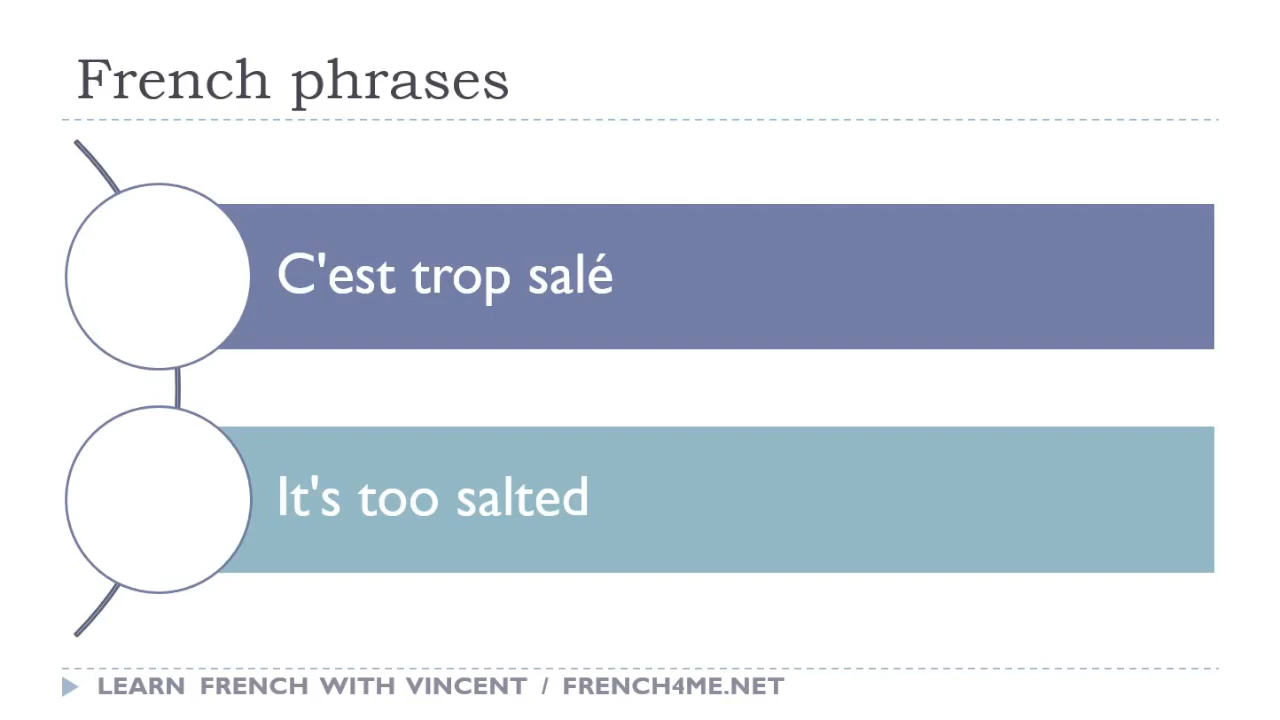 French phrases
C'est trop salé
It's too salted
LEARN FRENCH WITH VINCENT / FRENCH4ME.NET